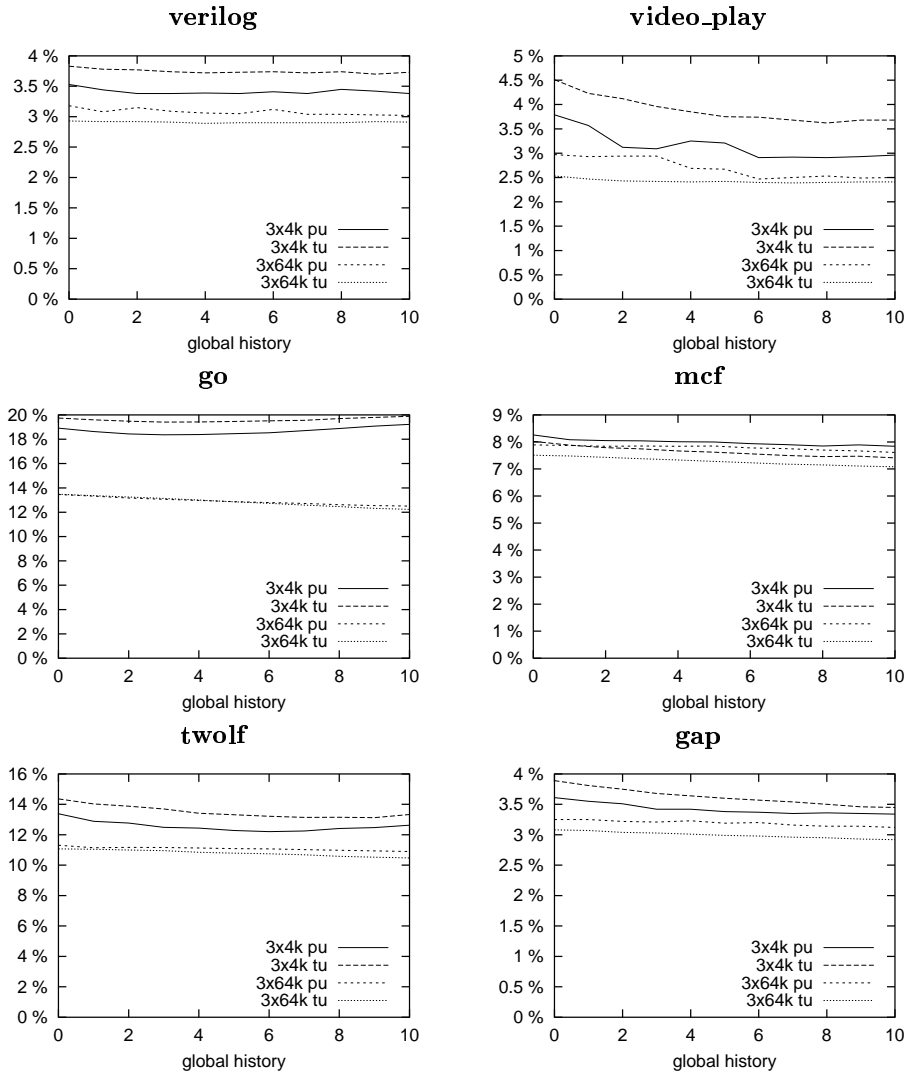 verilog
4 %
3.5 %
3 %
2.5 %
2 %
1.5 %
1 %
0.5 %
0 %
3x4k pu
3x4k tu
3x64k pu
3x64k tu
0 2 4 6 8 10
global history
video_play
5 %
4.5 %
4 %
3.5 %
3 %
2.5 %
2 %
1.5 %
1 %
0.5 %
0 %
3x4k pu
3x4k tu
3x64k pu
3x64k tu
0 2 4 6 8 10
global history
go
20 %
18 %
16 %
14 %
12 %
10 %
8 %
6 %
4 %
2 %
0 %
3x4k pu
3x4k tu
3x64k pu
3x64k tu
0 2 4 6 8 10
global history
mcf
9 %
8 %
7 %
6 %
5 %
4 %
3 %
2 %
1 %
0 %
3x4k pu
3x4k tu
3x64k pu
3x64k tu
0 2 4 6 8 10
global history
twolf
16 %
14 %
12 %
10 %
8 %
6 %
4 %
2 %
0 %
3x4k pu
3x4k tu
3x64k pu
3x64k tu
0 2 4 6 8 10
global history
gap
4 %
3.5 %
3 %
2.5 %
2 %
1.5 %
1 %
0.5 %
0 %
3x4k pu
3x4k tu
3x64k pu
3x64k tu
0 2 4 6 8 10
global history